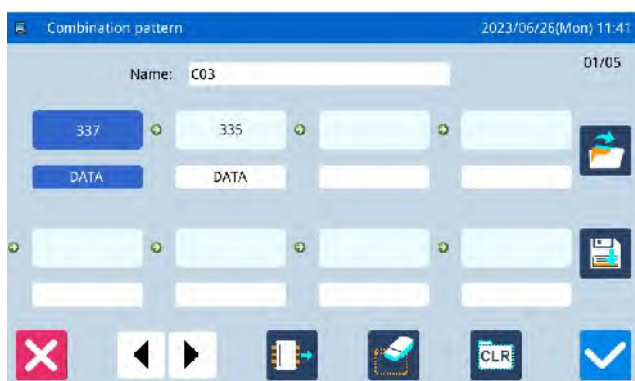 Combination pattern 2023/06/26(Mon) 11:41
Name: C03 01/05
337 335
DATA DATA
CLR